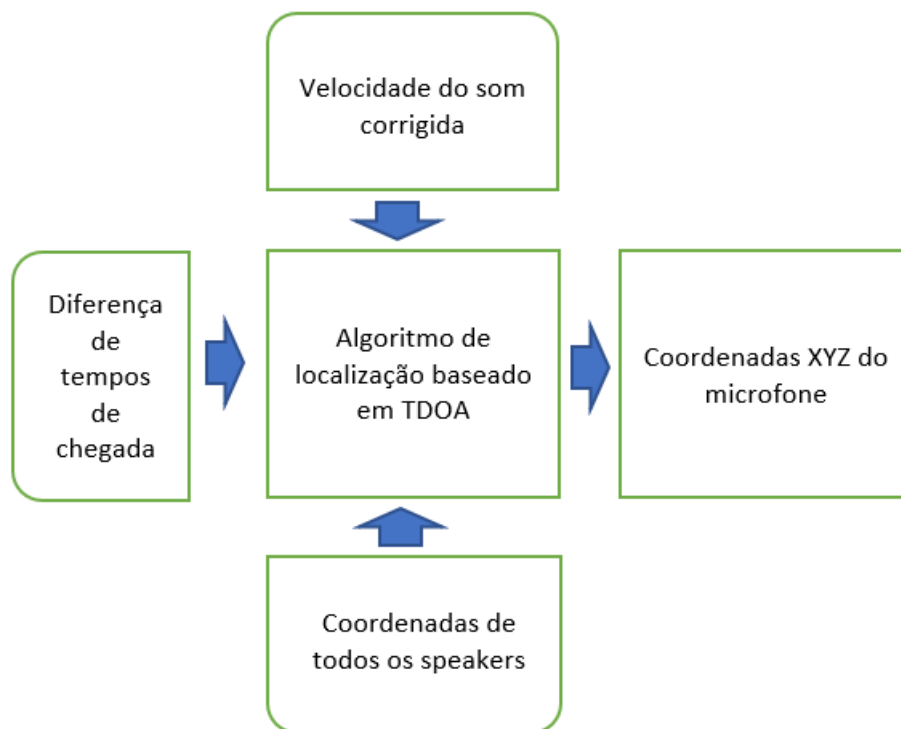 Velocidade do som
corrigida
Diferença
de
tempos
de
chegada
Algoritmo de
localização baseado
em TDOA
Coordenadas XYZ do
microfone
Coordenadas de
todos os speakers